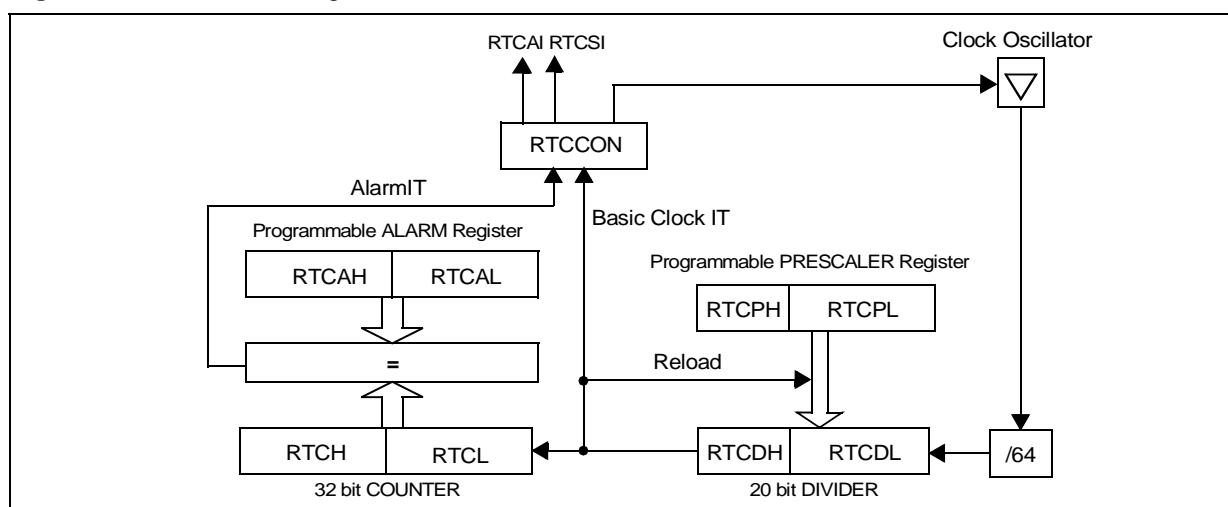 RTCAI RTCSI
Clock Oscillator
RTCCON
AlarmIT
Basic Clock IT
Programmable ALARM Register
Programmable PRESCALER Register
RTCAH RTCAL
RTCPH RTCPL
Reload
=
RTCH RTCL
RTCDH RTCDL
/64
32 bit COUNTER
20 bit DIVIDER